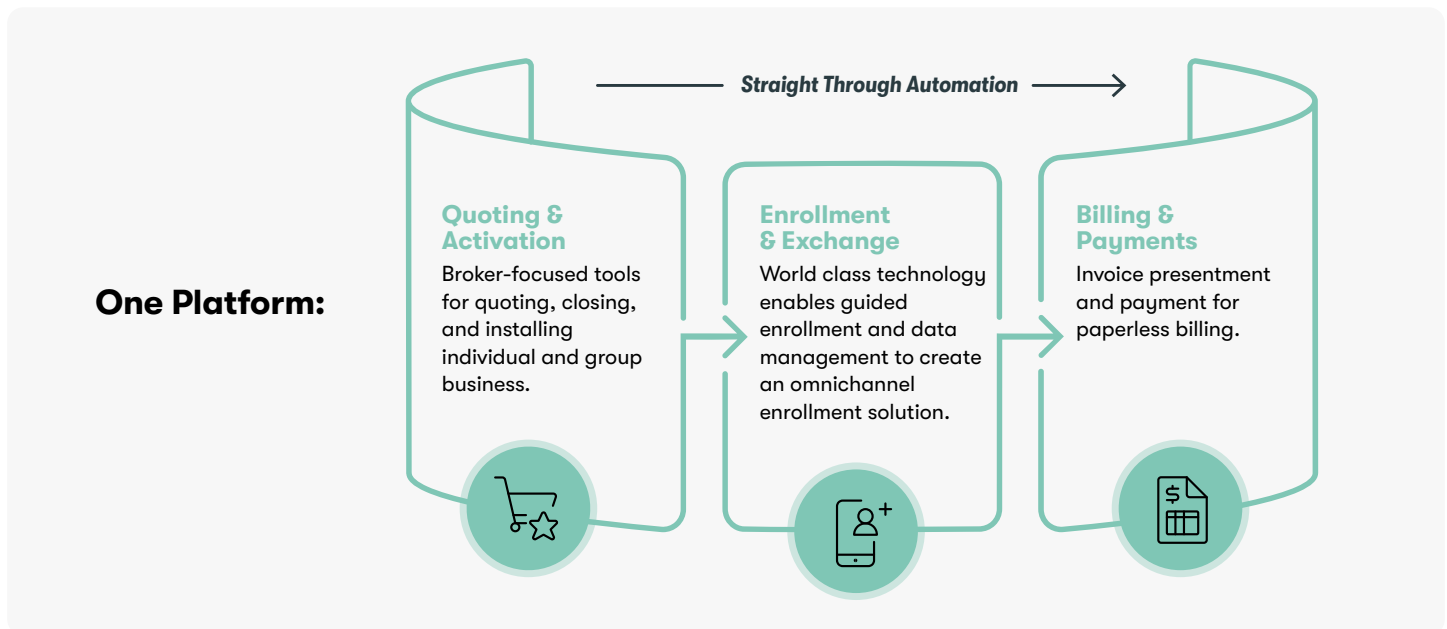 Straight Through Automation
One Platform:
Quoting &
Activation
Broker-focused tools
for quoting, closing,
and installing
individual and group
business.
Enrollment
& Exchange
World class technology
enables guided
enrollment and data
management to create
an omnichannel
enrollment solution.
Billing &
Payments
Invoice presentment
and payment for
paperless billing.
$